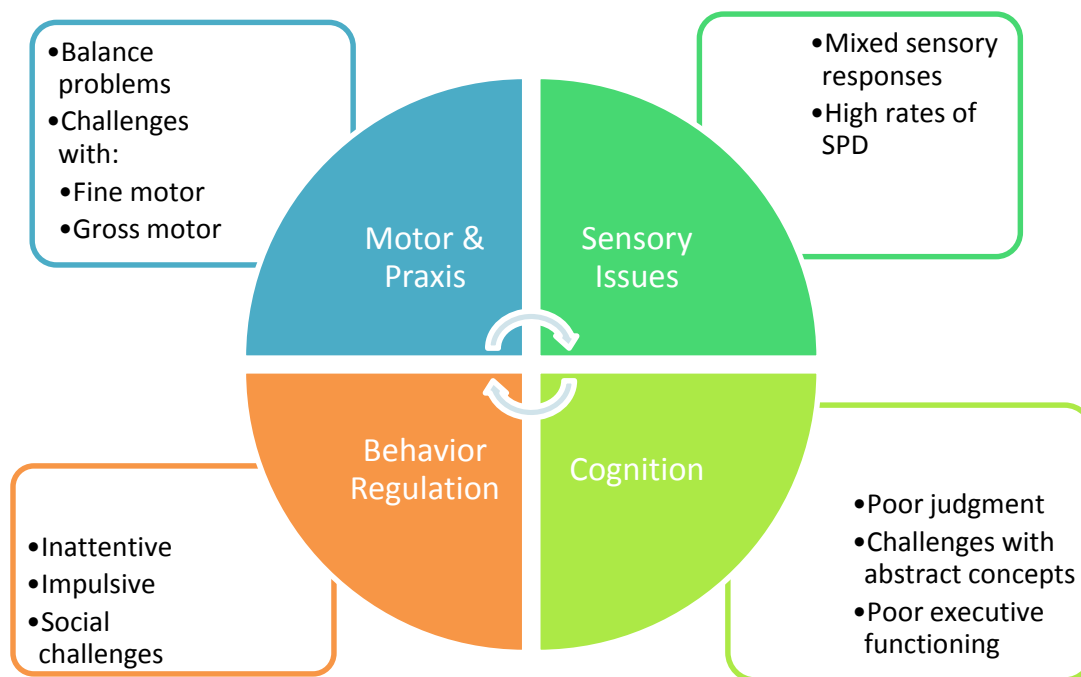 •Balance
problems
•Challenges
with:
•Fine motor
•Gross motor
•Mixed sensory
responses
•High rates of
SPD
Motor &
Praxis
Sensory
Issues
Behavior
Regulation
Cognition
•Inattentive
•Impulsive
•Social
challenges
•Poor judgment
•Challenges with
abstract concepts
•Poor executive
functioning